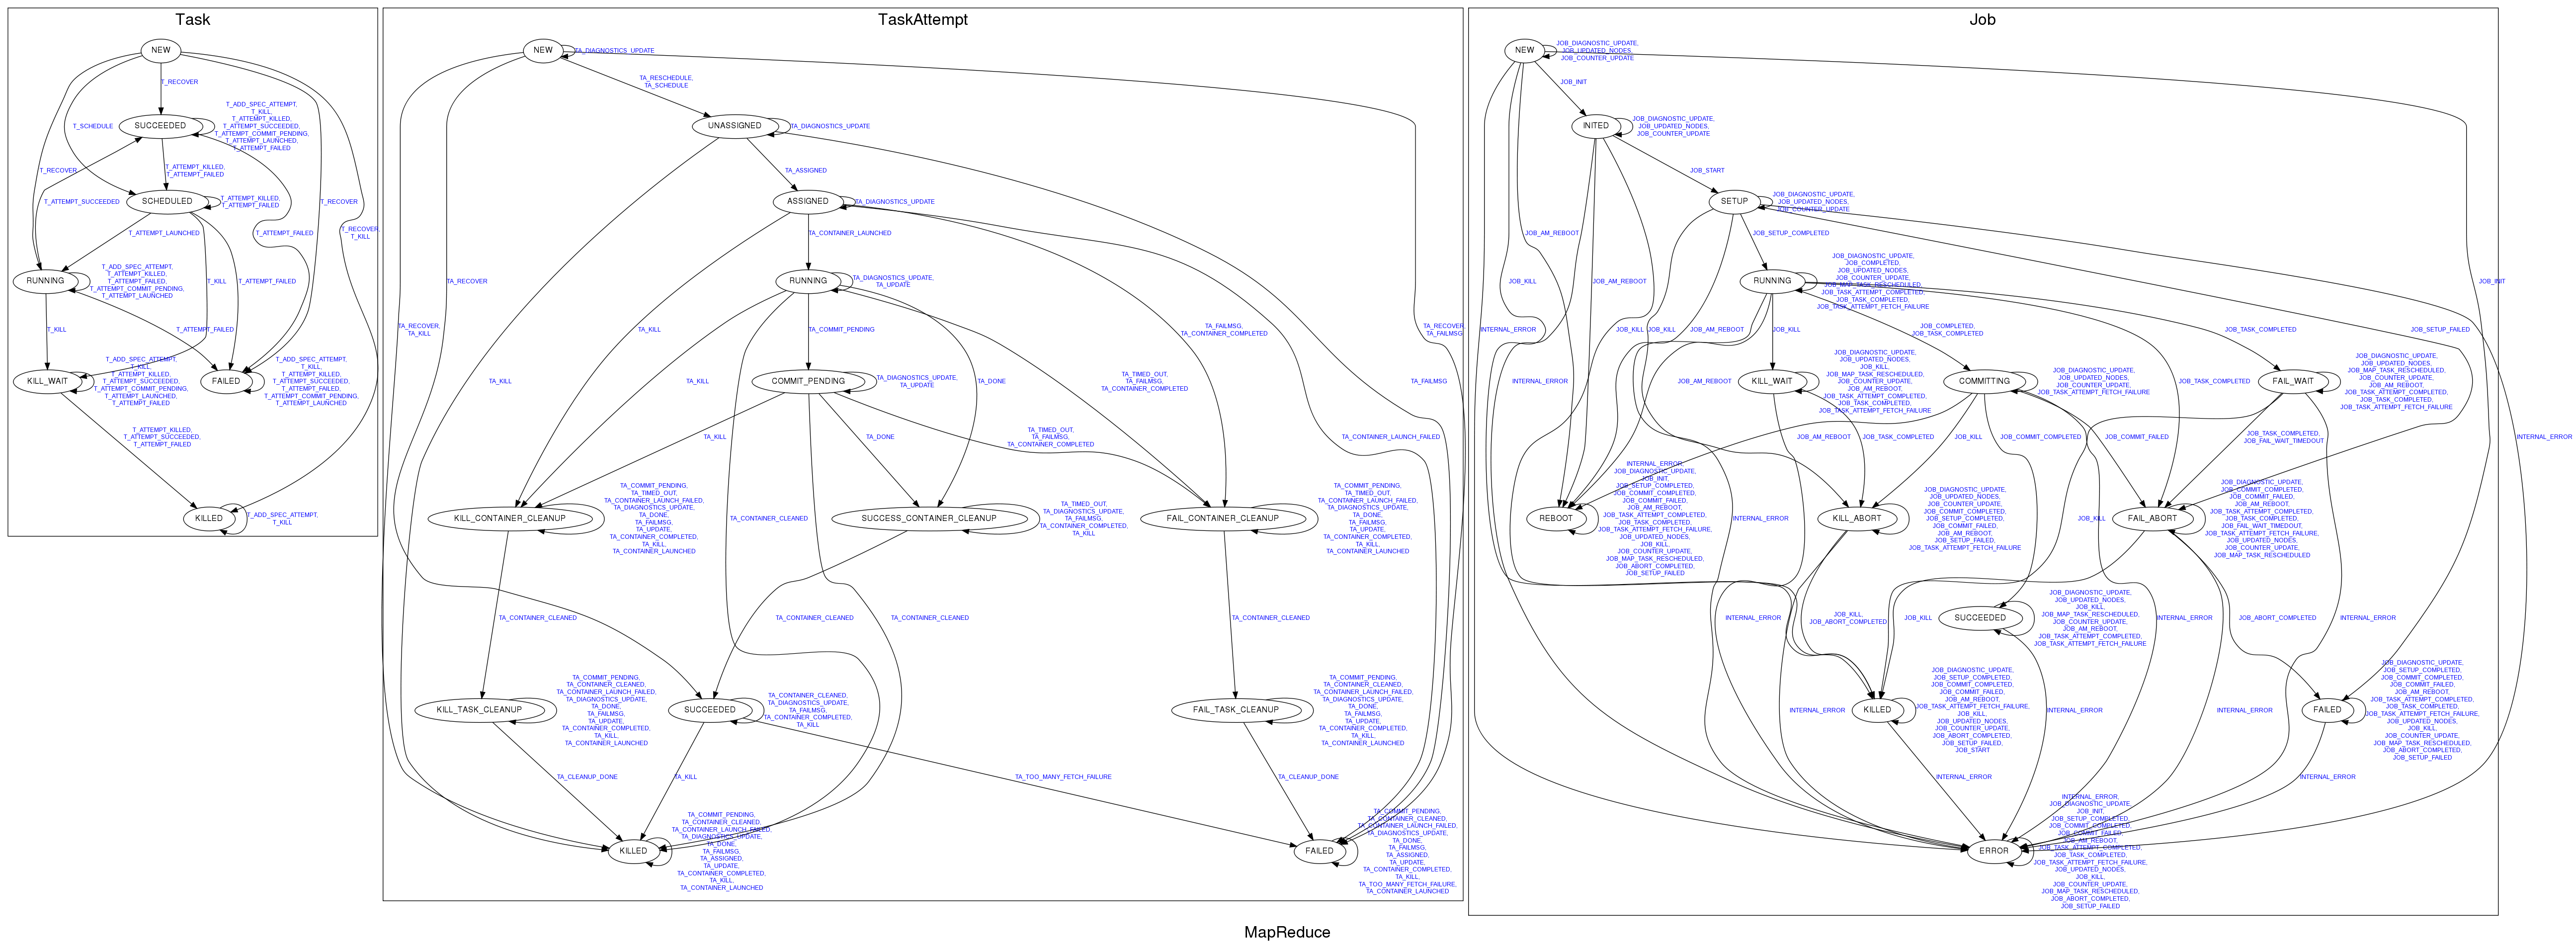 Task
NEW
T_RECOVER
T_ADD_SPEC_ATTEMPT,
T_KILL,
T_ATTEMPT_KILLED,
T_ATTEMPT_SUCCEEDED,
T_ATTEMPT_COMMIT_PENDING,
T_ATTEMPT_LAUNCHED,
T_ATTEMPT_FAILED
SUCCEEDED
T_SCHEDULE
T_RECOVER
T_ATTEMPT_KILLED,
T_ATTEMPT_FAILED
T_ATTEMPT_SUCCEEDED
SCHEDULED
T_ATTEMPT_KILLED,
T_ATTEMPT_FAILED
T_RECOVER
T_ATTEMPT_LAUNCHED
T_ATTEMPT_FAILED
T_RECOVER,
T_KILL
RUNNING
T_ADD_SPEC_ATTEMPT,
T_ATTEMPT_KILLED,
T_ATTEMPT_FAILED,
T_ATTEMPT_COMMIT_PENDING,
T_ATTEMPT_LAUNCHED
T_KILL
T_ATTEMPT_FAILED
T_KILL
T_ATTEMPT_FAILED
KILL_WAIT
T_ADD_SPEC_ATTEMPT,
T_KILL,
T_ATTEMPT_KILLED,
T_ATTEMPT_SUCCEEDED,
T_ATTEMPT_COMMIT_PENDING,
T_ATTEMPT_LAUNCHED,
T_ATTEMPT_FAILED
FAILED
T_ADD_SPEC_ATTEMPT,
T_KILL,
T_ATTEMPT_KILLED,
T_ATTEMPT_SUCCEEDED,
T_ATTEMPT_FAILED,
T_ATTEMPT_COMMIT_PENDING,
T_ATTEMPT_LAUNCHED
T_ATTEMPT_KILLED,
T_ATTEMPT_SUCCEEDED,
T_ATTEMPT_FAILED
KILLED
T_ADD_SPEC_ATTEMPT,
T_KILL
TaskAttempt
NEW
TA_DIAGNOSTICS_UPDATE
TA_RESCHEDULE,
TA_SCHEDULE
UNASSIGNED
TA_DIAGNOSTICS_UPDATE
TA_ASSIGNED
ASSIGNED
TA_DIAGNOSTICS_UPDATE
TA_CONTAINER_LAUNCHED
TA_RECOVER
RUNNING
TA_DIAGNOSTICS_UPDATE,
TA_UPDATE
TA_RECOVER,
TA_KILL
TA_KILL
TA_COMMIT_PENDING
TA_FAILMSG,
TA_CONTAINER_COMPLETED
TA_RECOVER,
TA_FAILMSG
TA_KILL
TA_KILL
COMMIT_PENDING
TA_DIAGNOSTICS_UPDATE,
TA_UPDATE
TA_DONE
TA_TIMED_OUT,
TA_FAILMSG,
TA_CONTAINER_COMPLETED
TA_FAILMSG
TA_KILL
TA_DONE
TA_TIMED_OUT,
TA_FAILMSG,
TA_CONTAINER_COMPLETED
TA_CONTAINER_LAUNCH_FAILED
KILL_CONTAINER_CLEANUP
TA_COMMIT_PENDING,
TA_TIMED_OUT,
TA_CONTAINER_LAUNCH_FAILED,
TA_DIAGNOSTICS_UPDATE,
TA_DONE,
TA_FAILMSG,
TA_UPDATE,
TA_CONTAINER_COMPLETED,
TA_KILL,
TA_CONTAINER_LAUNCHED
TA_CONTAINER_CLEANED
SUCCESS_CONTAINER_CLEANUP
TA_TIMED_OUT,
TA_DIAGNOSTICS_UPDATE,
TA_FAILMSG,
TA_CONTAINER_COMPLETED,
TA_KILL
FAIL_CONTAINER_CLEANUP
TA_COMMIT_PENDING,
TA_TIMED_OUT,
TA_CONTAINER_LAUNCH_FAILED,
TA_DIAGNOSTICS_UPDATE,
TA_DONE,
TA_FAILMSG,
TA_UPDATE,
TA_CONTAINER_COMPLETED,
TA_KILL,
TA_CONTAINER_LAUNCHED
TA_CONTAINER_CLEANED
TA_CONTAINER_CLEANED
TA_CONTAINER_CLEANED
TA_CONTAINER_CLEANED
KILL_TASK_CLEANUP
TA_COMMIT_PENDING,
TA_CONTAINER_CLEANED,
TA_CONTAINER_LAUNCH_FAILED,
TA_DIAGNOSTICS_UPDATE,
TA_DONE,
TA_FAILMSG,
TA_UPDATE,
TA_CONTAINER_COMPLETED,
TA_KILL,
TA_CONTAINER_LAUNCHED
SUCCEEDED
TA_CONTAINER_CLEANED,
TA_DIAGNOSTICS_UPDATE,
TA_FAILMSG,
TA_CONTAINER_COMPLETED,
TA_KILL
FAIL_TASK_CLEANUP
TA_COMMIT_PENDING,
TA_CONTAINER_CLEANED,
TA_CONTAINER_LAUNCH_FAILED,
TA_DIAGNOSTICS_UPDATE,
TA_DONE,
TA_FAILMSG,
TA_UPDATE,
TA_CONTAINER_COMPLETED,
TA_KILL,
TA_CONTAINER_LAUNCHED
TA_CLEANUP_DONE
TA_KILL
TA_TOO_MANY_FETCH_FAILURE
TA_CLEANUP_DONE
KILLED
TA_COMMIT_PENDING,
TA_CONTAINER_CLEANED,
TA_CONTAINER_LAUNCH_FAILED,
TA_DIAGNOSTICS_UPDATE,
TA_DONE,
TA_FAILMSG,
TA_ASSIGNED,
TA_UPDATE,
TA_CONTAINER_COMPLETED,
TA_KILL,
TA_CONTAINER_LAUNCHED
FAILED
TA_COMMIT_PENDING,
TA_CONTAINER_CLEANED,
TA_CONTAINER_LAUNCH_FAILED,
TA_DIAGNOSTICS_UPDATE,
TA_DONE,
TA_FAILMSG,
TA_ASSIGNED,
TA_UPDATE,
TA_CONTAINER_COMPLETED,
TA_KILL,
TA_TOO_MANY_FETCH_FAILURE,
TA_CONTAINER_LAUNCHED
Job
NEW
JOB_DIAGNOSTIC_UPDATE,
JOB_UPDATED_NODES,
JOB_COUNTER_UPDATE
JOB_INIT
INITED
JOB_DIAGNOSTIC_UPDATE,
JOB_UPDATED_NODES,
JOB_COUNTER_UPDATE
JOB_START
SETUP
JOB_DIAGNOSTIC_UPDATE,
JOB_UPDATED_NODES,
JOB_COUNTER_UPDATE
JOB_AM_REBOOT
JOB_SETUP_COMPLETED
JOB_KILL
JOB_AM_REBOOT
RUNNING
JOB_DIAGNOSTIC_UPDATE,
JOB_COMPLETED,
JOB_UPDATED_NODES,
JOB_COUNTER_UPDATE,
JOB_MAP_TASK_RESCHEDULED,
JOB_TASK_ATTEMPT_COMPLETED,
JOB_TASK_COMPLETED,
JOB_TASK_ATTEMPT_FETCH_FAILURE
JOB_INIT
INTERNAL_ERROR
JOB_KILL
JOB_KILL
JOB_AM_REBOOT
JOB_KILL
JOB_COMPLETED,
JOB_TASK_COMPLETED
JOB_TASK_COMPLETED
JOB_SETUP_FAILED
INTERNAL_ERROR
JOB_AM_REBOOT
KILL_WAIT
JOB_DIAGNOSTIC_UPDATE,
JOB_UPDATED_NODES,
JOB_KILL,
JOB_MAP_TASK_RESCHEDULED,
JOB_COUNTER_UPDATE,
JOB_AM_REBOOT,
JOB_TASK_ATTEMPT_COMPLETED,
JOB_TASK_COMPLETED,
JOB_TASK_ATTEMPT_FETCH_FAILURE
COMMITTING
JOB_DIAGNOSTIC_UPDATE,
JOB_UPDATED_NODES,
JOB_COUNTER_UPDATE,
JOB_TASK_ATTEMPT_FETCH_FAILURE
JOB_TASK_COMPLETED
FAIL_WAIT
JOB_DIAGNOSTIC_UPDATE,
JOB_UPDATED_NODES,
JOB_MAP_TASK_RESCHEDULED,
JOB_COUNTER_UPDATE,
JOB_AM_REBOOT,
JOB_TASK_ATTEMPT_COMPLETED,
JOB_TASK_COMPLETED,
JOB_TASK_ATTEMPT_FETCH_FAILURE
JOB_AM_REBOOT
JOB_TASK_COMPLETED
JOB_KILL
JOB_COMMIT_COMPLETED
JOB_COMMIT_FAILED
JOB_TASK_COMPLETED,
JOB_FAIL_WAIT_TIMEDOUT
INTERNAL_ERROR
REBOOT
INTERNAL_ERROR,
JOB_DIAGNOSTIC_UPDATE,
JOB_INIT,
JOB_SETUP_COMPLETED,
JOB_COMMIT_COMPLETED,
JOB_COMMIT_FAILED,
JOB_AM_REBOOT,
JOB_TASK_ATTEMPT_COMPLETED,
JOB_TASK_COMPLETED,
JOB_TASK_ATTEMPT_FETCH_FAILURE,
JOB_UPDATED_NODES,
JOB_KILL,
JOB_COUNTER_UPDATE,
JOB_MAP_TASK_RESCHEDULED,
JOB_ABORT_COMPLETED,
JOB_SETUP_FAILED
INTERNAL_ERROR
KILL_ABORT
JOB_DIAGNOSTIC_UPDATE,
JOB_UPDATED_NODES,
JOB_COUNTER_UPDATE,
JOB_COMMIT_COMPLETED,
JOB_SETUP_COMPLETED,
JOB_COMMIT_FAILED,
JOB_AM_REBOOT,
JOB_SETUP_FAILED,
JOB_TASK_ATTEMPT_FETCH_FAILURE
JOB_KILL
FAIL_ABORT
JOB_DIAGNOSTIC_UPDATE,
JOB_COMMIT_COMPLETED,
JOB_COMMIT_FAILED,
JOB_AM_REBOOT,
JOB_TASK_ATTEMPT_COMPLETED,
JOB_TASK_COMPLETED,
JOB_FAIL_WAIT_TIMEDOUT,
JOB_TASK_ATTEMPT_FETCH_FAILURE,
JOB_UPDATED_NODES,
JOB_COUNTER_UPDATE,
JOB_MAP_TASK_RESCHEDULED
INTERNAL_ERROR
JOB_KILL,
JOB_ABORT_COMPLETED
JOB_KILL
SUCCEEDED
JOB_DIAGNOSTIC_UPDATE,
JOB_UPDATED_NODES,
JOB_KILL,
JOB_MAP_TASK_RESCHEDULED,
JOB_COUNTER_UPDATE,
JOB_AM_REBOOT,
JOB_TASK_ATTEMPT_COMPLETED,
JOB_TASK_ATTEMPT_FETCH_FAILURE
INTERNAL_ERROR
JOB_ABORT_COMPLETED
INTERNAL_ERROR
INTERNAL_ERROR
KILLED
JOB_DIAGNOSTIC_UPDATE,
JOB_SETUP_COMPLETED,
JOB_COMMIT_COMPLETED,
JOB_COMMIT_FAILED,
JOB_AM_REBOOT,
JOB_TASK_ATTEMPT_FETCH_FAILURE,
JOB_KILL,
JOB_UPDATED_NODES,
JOB_COUNTER_UPDATE,
JOB_ABORT_COMPLETED,
JOB_SETUP_FAILED,
JOB_START
INTERNAL_ERROR
INTERNAL_ERROR
FAILED
JOB_DIAGNOSTIC_UPDATE,
JOB_SETUP_COMPLETED,
JOB_COMMIT_COMPLETED,
JOB_COMMIT_FAILED,
JOB_AM_REBOOT,
JOB_TASK_ATTEMPT_COMPLETED,
JOB_TASK_COMPLETED,
JOB_TASK_ATTEMPT_FETCH_FAILURE,
JOB_UPDATED_NODES,
JOB_KILL,
JOB_COUNTER_UPDATE,
JOB_MAP_TASK_RESCHEDULED,
JOB_ABORT_COMPLETED,
JOB_SETUP_FAILED
INTERNAL_ERROR
INTERNAL_ERROR
ERROR
INTERNAL_ERROR,
JOB_DIAGNOSTIC_UPDATE,
JOB_INIT,
JOB_SETUP_COMPLETED,
JOB_COMMIT_COMPLETED,
JOB_COMMIT_FAILED,
JOB_AM_REBOOT,
JOB_TASK_ATTEMPT_COMPLETED,
JOB_TASK_COMPLETED,
JOB_TASK_ATTEMPT_FETCH_FAILURE,
JOB_UPDATED_NODES,
JOB_KILL,
JOB_COUNTER_UPDATE,
JOB_MAP_TASK_RESCHEDULED,
JOB_ABORT_COMPLETED,
JOB_SETUP_FAILED
MapReduce